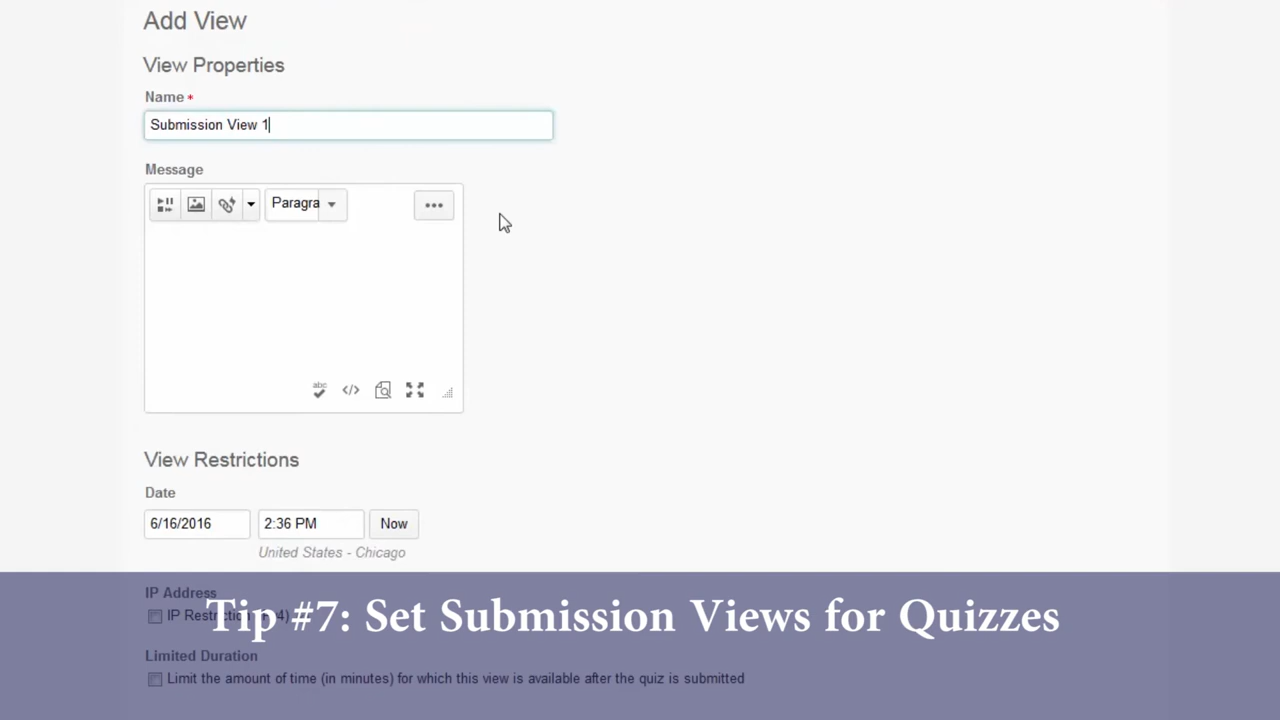 Add View
View Properties
Name *
Submission View 1
Message
Paragra
abc
View Restrictions
Date
6/16/2016 2:36 PM Now
United States - Chicago
IP Address
Tip #7: Set Submission Views for Quizzes
Limited Duration
Limit the amount of time (in minutes) for which this view is available after the quiz is submitted